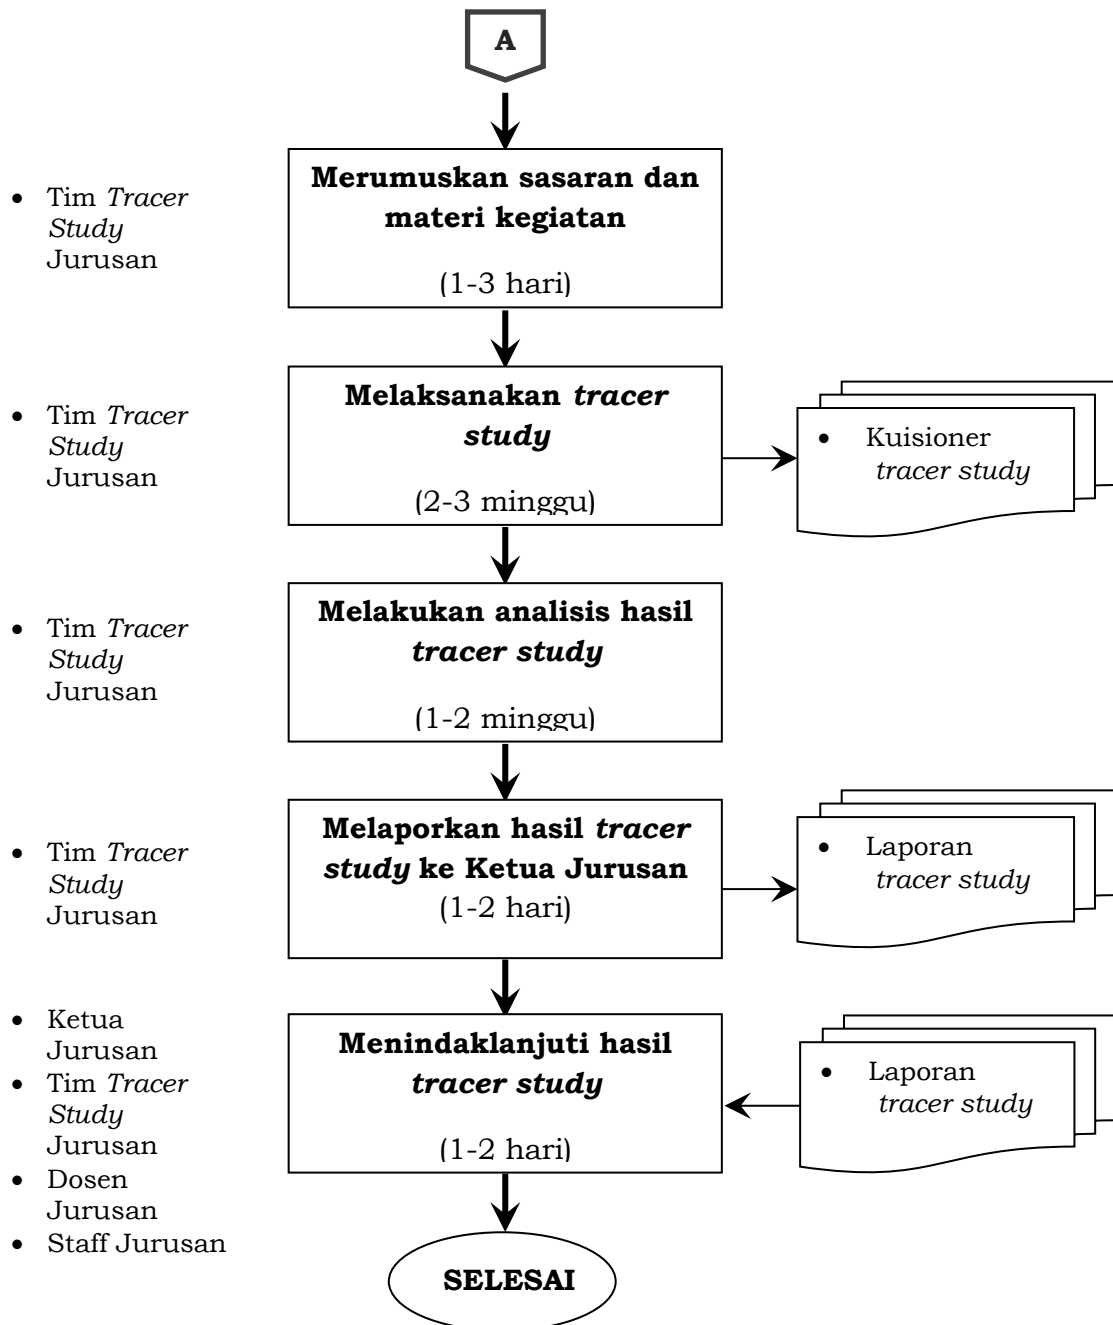 A
• Tim Tracer
Study
Jurusan
Merumuskan sasaran dan
materi kegiatan
(1-3 hari)
• Tim Tracer
Study
Jurusan
Melaksanakan tracer
study
(2-3 minggu)
• Kuisioner
tracer study
• Tim Tracer
Study
Jurusan
Melakukan analisis hasil
tracer study
(1-2 minggu)
• Tim Tracer
Study
Jurusan
Melaporkan hasil tracer
study ke Ketua Jurusan
(1-2 hari)
• Laporan
tracer study
• Ketua
Jurusan
• Tim Tracer
Study
Jurusan
• Dosen
Jurusan
• Staff Jurusan
Menindaklanjuti hasil
tracer study
(1-2 hari)
• Laporan
tracer study
SELESAI